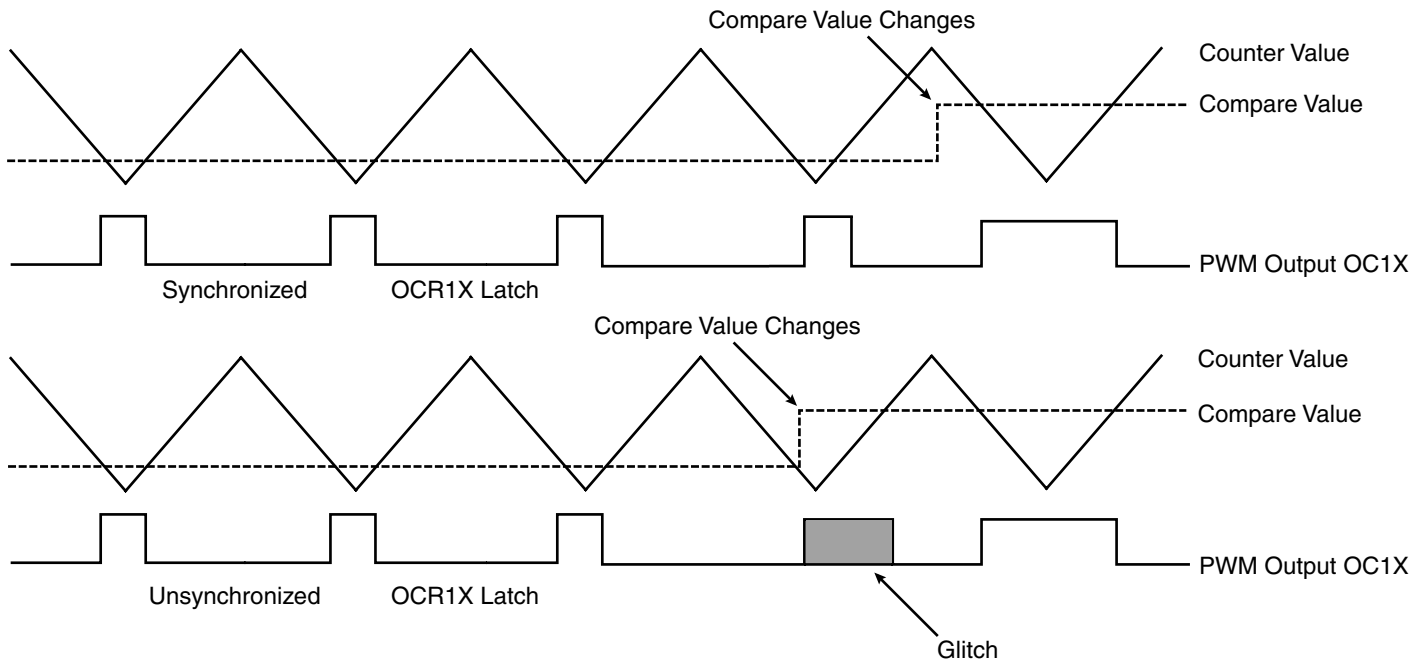 Compare Value Changes
Counter Value
Compare Value
PWM Output OC1X
Synchronized OCR1X Latch
Compare Value Changes
Counter Value
Compare Value
PWM Output OC1X
Unsynchronized OCR1X Latch
Glitch